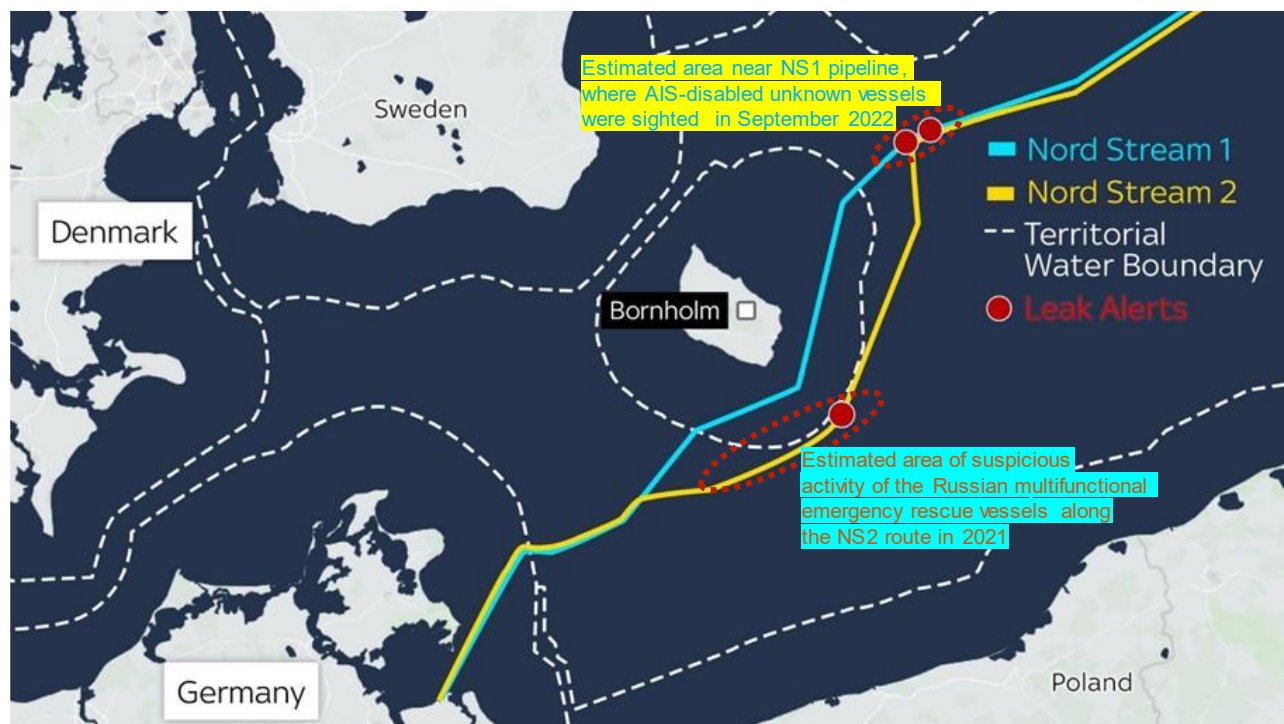 Estimated area near NS1 pipeline,
where AIS-disabled unknown vessels
were sighted in September 2022
Sweden
Nord Stream 1
Nord Stream 2
Territorial
Water Boundary
Leak Alerts
Denmark
Bornholm
Estimated area of suspicious
activity of the Russian multifunctional
emergency rescue vessels along
the NS2 route in 2021
Germany
Poland